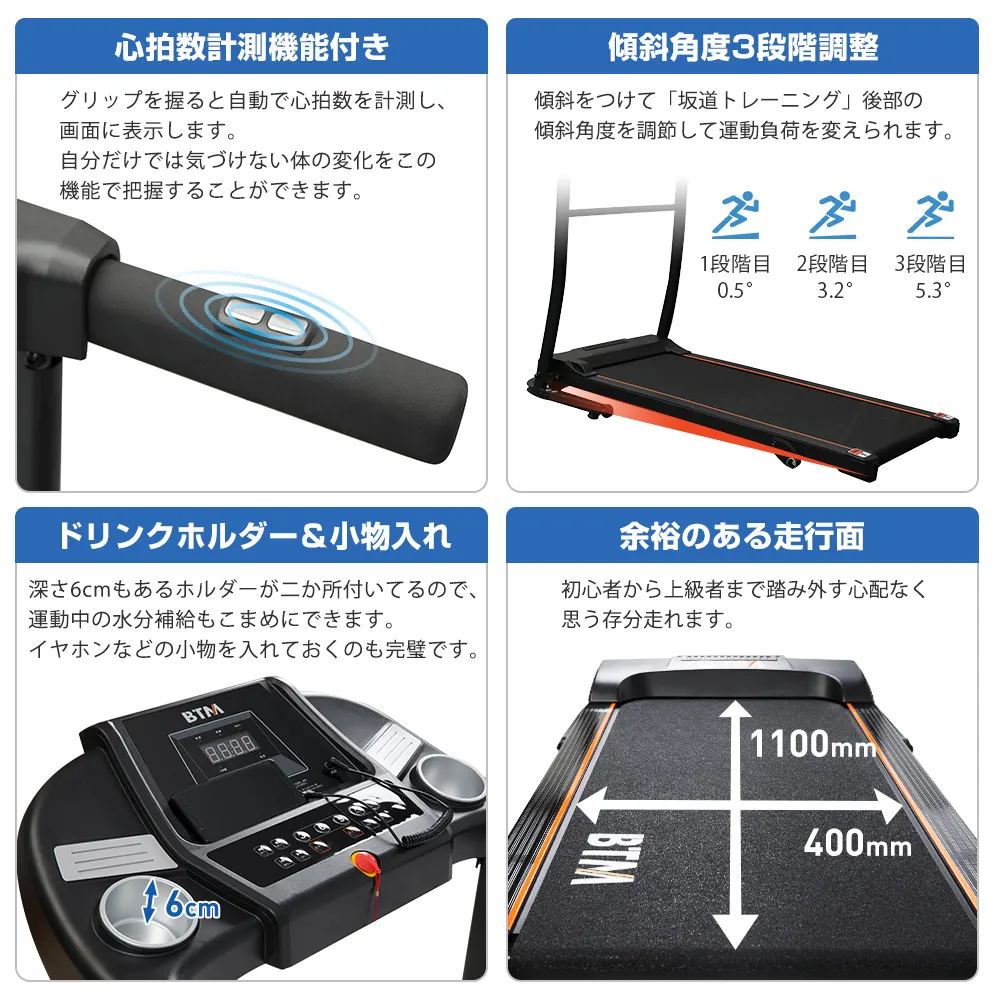 心拍数計測機能付き
グリップを握ると自動で心拍数を計測し、
画面に表示します。
自分だけでは気づけない体の変化をこの
機能で把握することができます。
傾斜角度3段階調整
傾斜をつけて「坂道トレーニング」後部の
傾斜角度を調節して運動負荷を変えられます。
1段階目
0.5°
2段階目
3.2°
3段階目
5.3°
ドリンクホルダー＆小物入れ
深さ6cmもあるホルダーが二か所付いてるので、
運動中の水分補給もこまめにできます。
イヤホンなどの小物を入れておくのも完璧です。
BTM
6cm
余裕のある走行面
初心者から上級者まで踏み外す心配なく
思う存分走れます。
1100mm
400mm
BTM